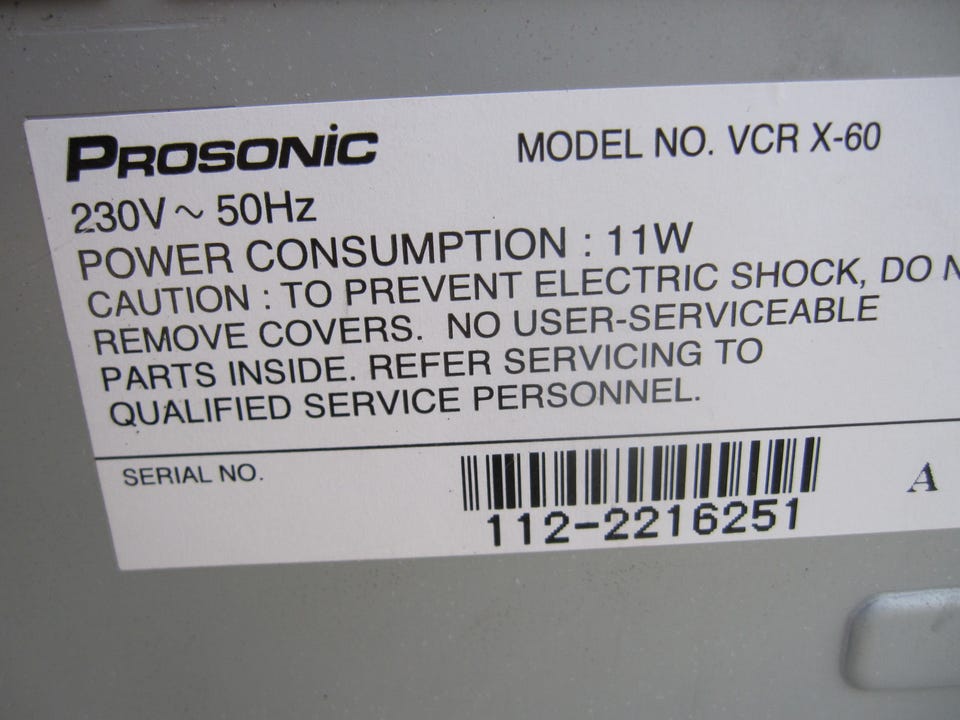 PROSONIC MODEL NO. VCR X-60
230V ~ 50Hz
POWER CONSUMPTION : 11W
CAUTION : TO PREVENT ELECTRIC SHOCK, DO
REMOVE COVERS. NO USER-SERVICEABLE
PARTS INSIDE. REFER SERVICING TO
QUALIFIED SERVICE PERSONNEL.
SERIAL NO. A
112-2216251